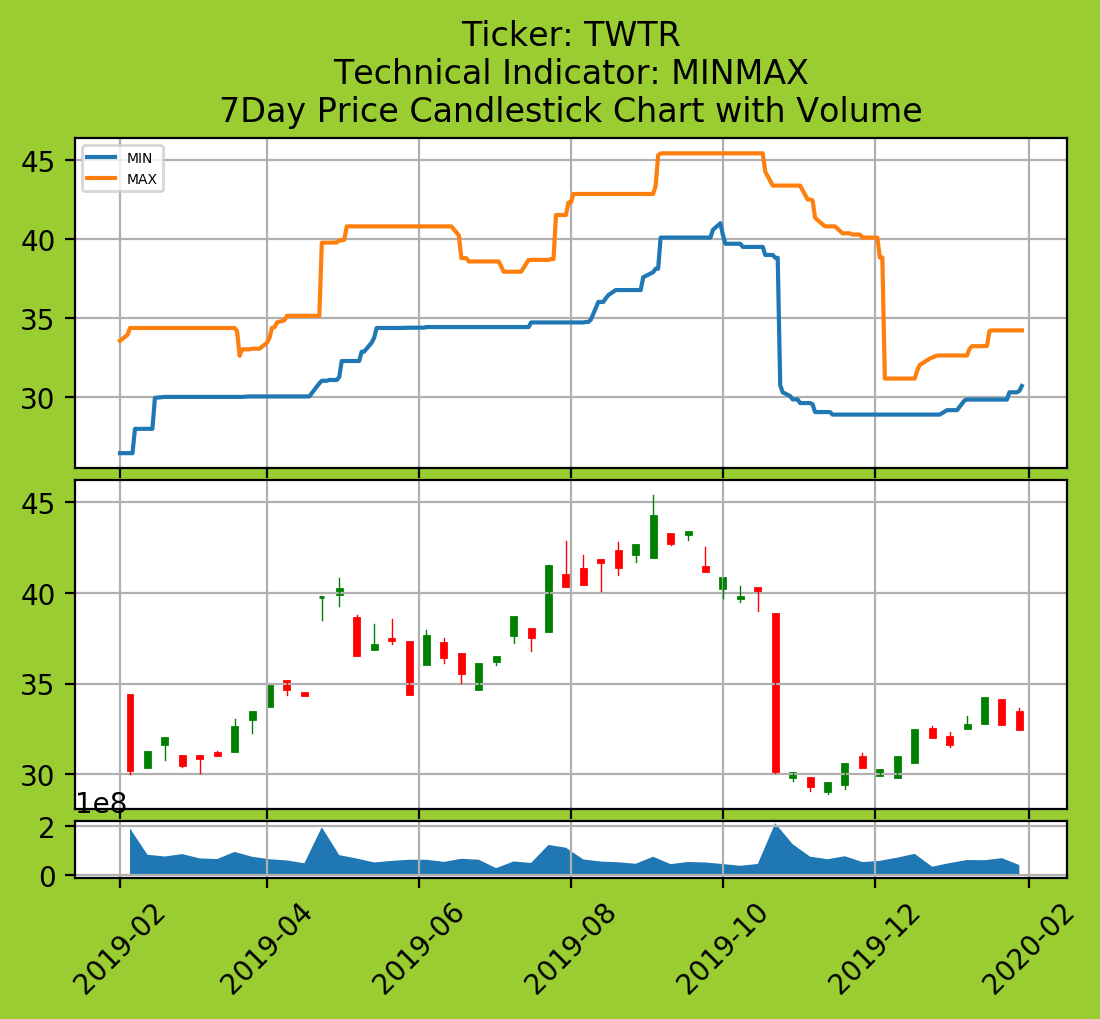 Ticker: TWTR
Technical Indicator: MINMAX
7Day Price Candlestick Chart with Volume
MIN
MAX
45
40
35
30
45
40
35
30
1e8
2
0
2019-02
2019-04
2019-06
2019-08
2019-10
2019-12
2020-02